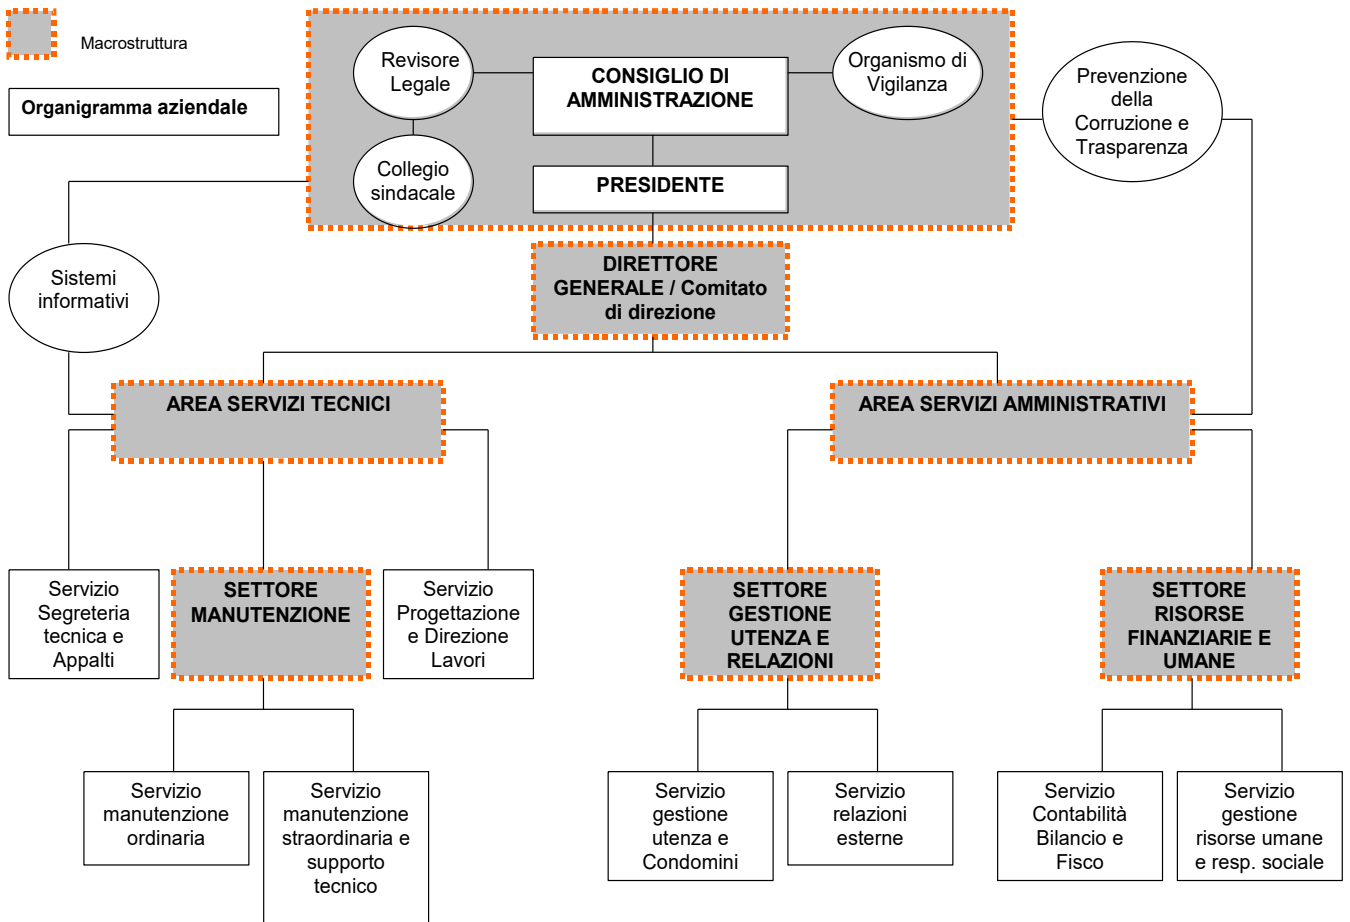 Macrostruttura
Organigramma aziendale
Revisore
Legale
CONSIGLIO DI
AMMINISTRAZIONE
Organismo di
Vigilanza
Prevenzione
della
Corruzione e
Trasparenza
Collegio
sindacale
PRESIDENTE
Sistemi
informativi
DIRETTORE
GENERALE / Comitato
di direzione
AREA SERVIZI TECNICI
AREA SERVIZI AMMINISTRATIVI
Servizio
Segreteria
tecnica e
Appalti
SETTORE
MANUTENZIONE
Servizio
Progettazione
e Direzione
Lavori
SETTORE
GESTIONE
UTENZA E
RELAZIONI
SETTORE
RISORSE
FINANZIARIE E
UMANE
Servizio
manutenzione
ordinaria
Servizio
manutenzione
straordinaria e
supporto
tecnico
Servizio
gestione
utenza e
Condomini
Servizio
relazioni
esterne
Servizio
Contabilità
Bilancio e
Fisco
Servizio
gestione
risorse umane
e resp. sociale